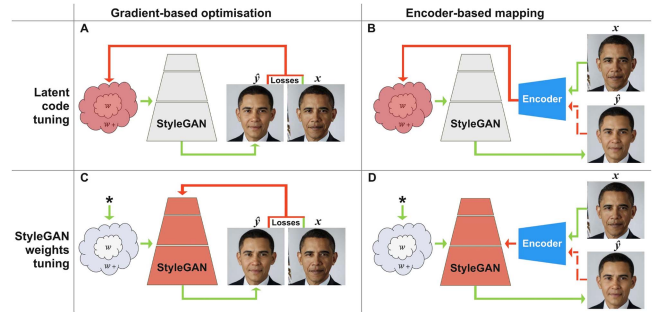 Gradient-based optimisation
Encoder-based mapping
Latent
code
tuning
A
w
w+
StyleGAN
ŷ
Losses
x
B
w
w+
StyleGAN
Encoder
x
ŷ
StyleGAN
weights
tuning
C
*
w
w+
StyleGAN
ŷ
Losses
x
D
*
w
w+
StyleGAN
Encoder
x
ŷ